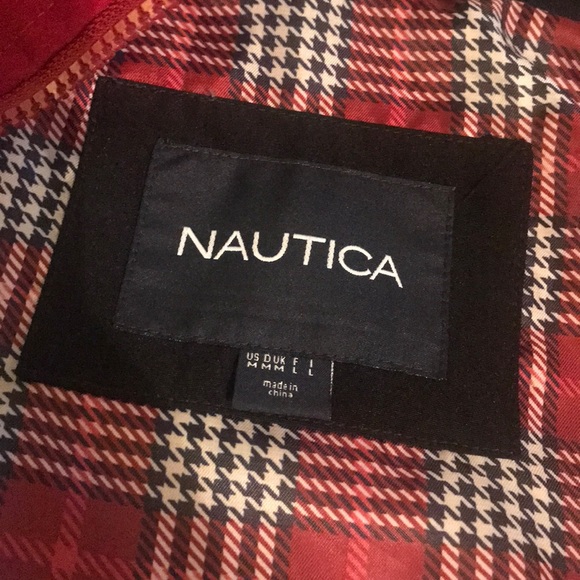 NAUTICA
US D UK F I
M M M L L
made in
china